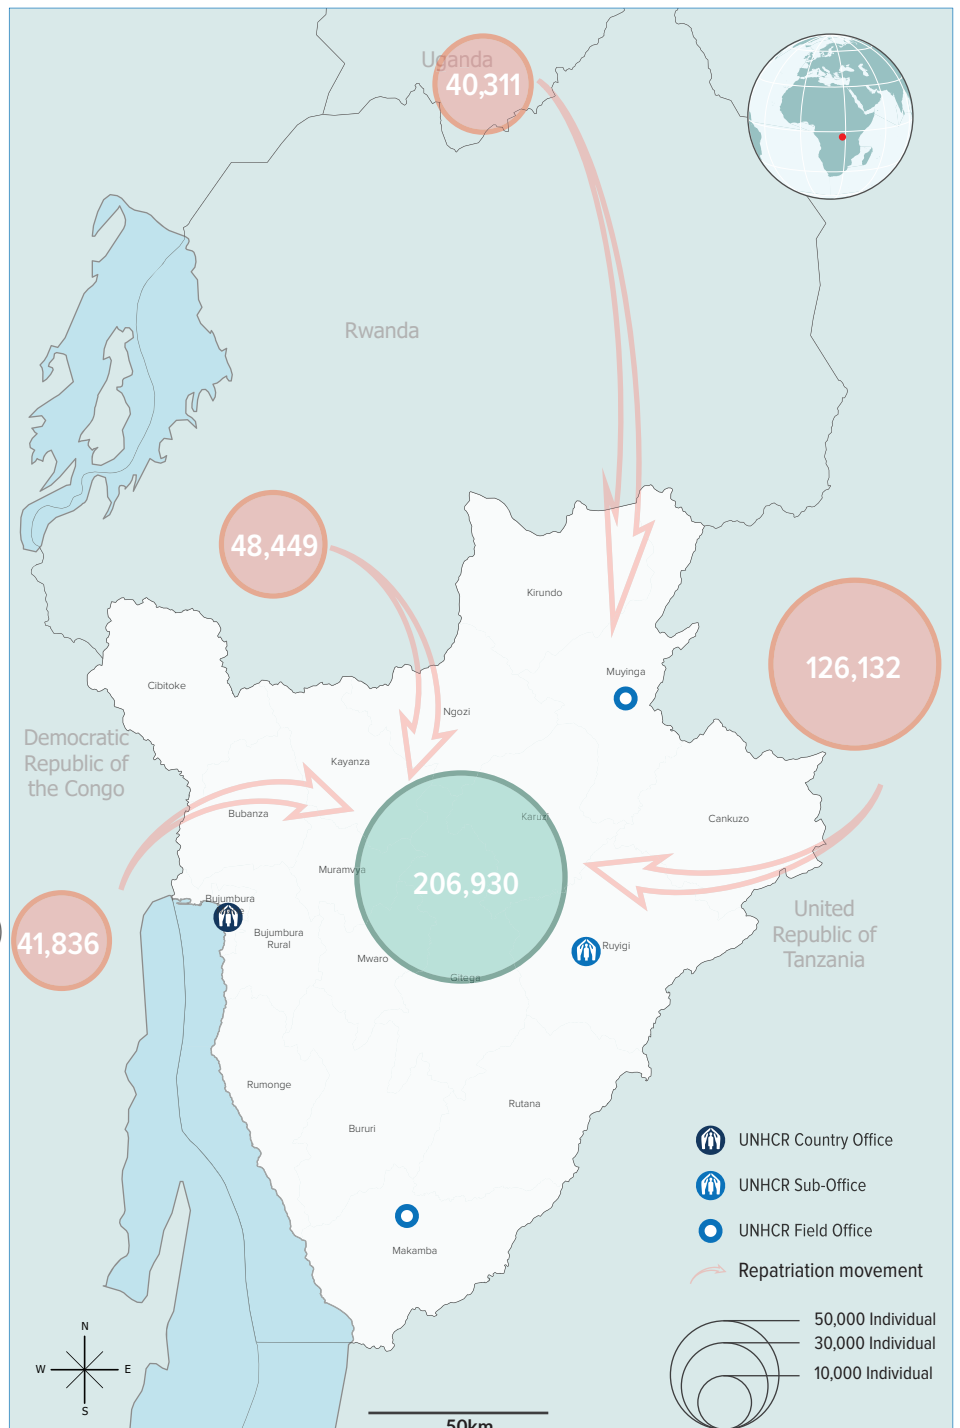 Uganda
40,311
Rwanda
48,449
Kirundo
126,132
Muyinga
Cibitoke
Ngozi
Democratic
Republic of
the Congo
Kayanza
Bubanza
Karuzi
Cankuzo
Muramvya
206,930
Bujumbura
41,836
Bujumbura
Rural
Mwaro
Gitega
Ruyigi
United
Republic of
Tanzania
Rumonge
Rutana
Bururi
Makamba
UNHCR Country Office
UNHCR Sub-Office
UNHCR Field Office
Repatriation movement
50,000 Individual
30,000 Individual
10,000 Individual
N
W
E
S
50km